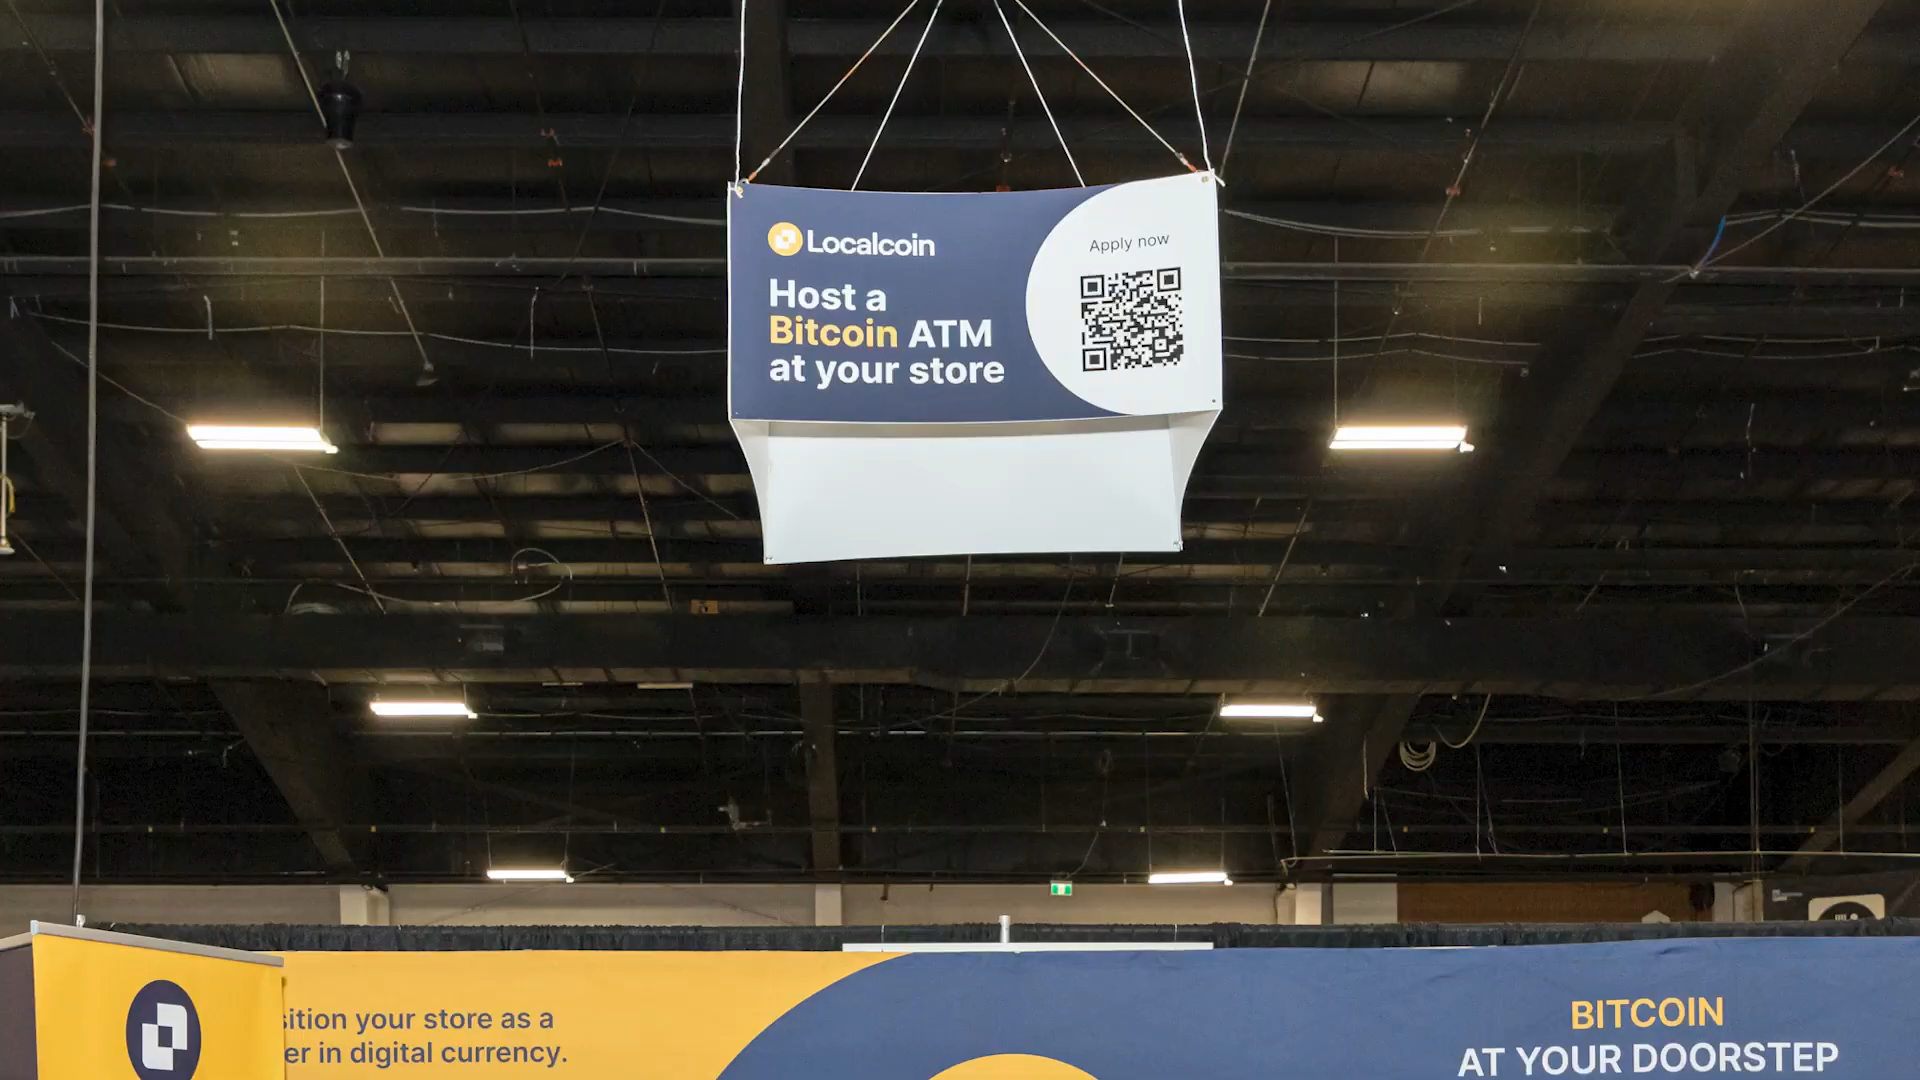 Localcoin
Host a
Bitcoin ATM
at your store
Apply now
sition your store as a
er in digital currency.
BITCOIN
AT YOUR DOORSTEP